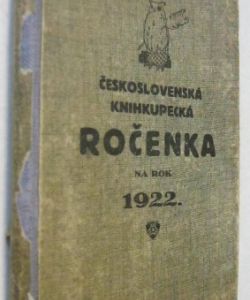 ČESKOSLOVENSKÁ
KNIHKUPECKÁ
ROČENKA
NA ROK
1922.